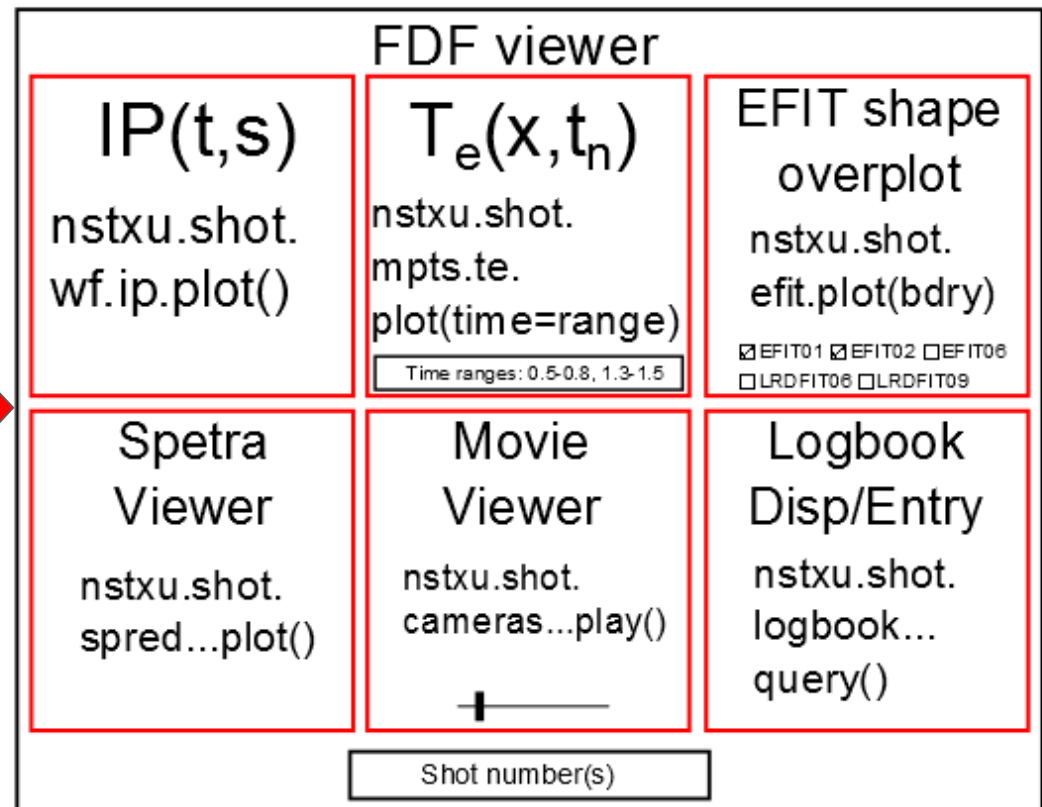 FDF viewer
IP(t,s)
nstxu.shot.
wf.ip.plot()
Te(x,tn)
nstxu.shot.
mpts.te.
plot(time=range)
Time ranges: 0.5-0.8, 1.3-1.5
EFIT shape
overplot
nstxu.shot.
efit.plot(bdry)
☑EFIT01 ☑EFIT02 ☐EFIT06
☐LRDFIT06 ☐LRDFIT09
Spetra
Viewer
nstxu.shot.
spred...plot()
Movie
Viewer
nstxu.shot.
cameras...play()
Logbook
Disp/Entry
nstxu.shot.
logbook...
query()
Shot number(s)